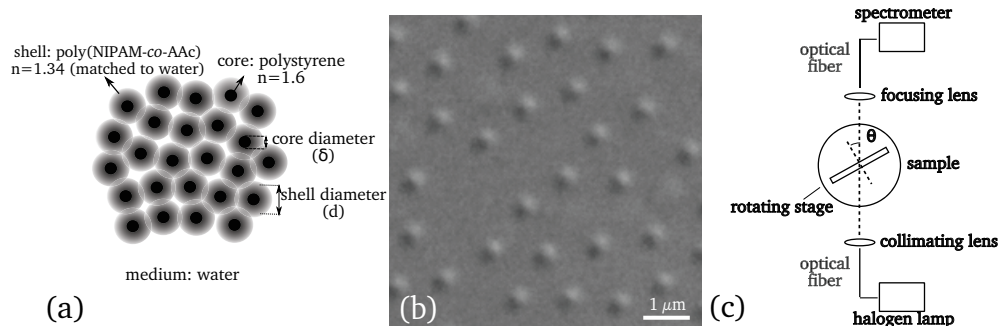 shell: poly(NIPAM-co-AAc)
n=1.34 (matched to water)
core: polystyrene
n=1.6
core diameter
(δ)
shell diameter
(d)
medium: water
(a)
(b)
1 μm
(c)
spectrometer
optical
fiber
focusing lens
θ
sample
rotating stage
collimating lens
optical
fiber
halogen lamp